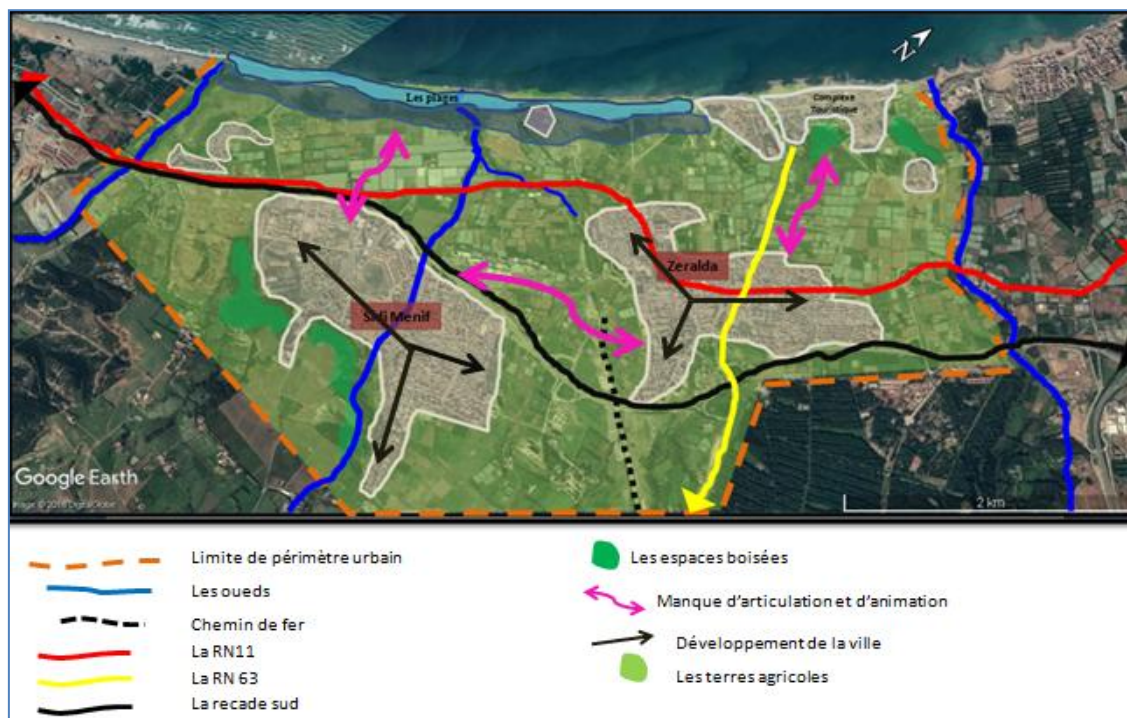 N
Les plages
Complexe
Touristique
Zeralda
Sidi Menif
Google Earth
2 km
Limite de périmètre urbain
Les oueds
Chemin de fer
La RN11
La RN 63
La recade sud
Les espaces boisées
Manque d'articulation et d'animation
Développement de la ville
Les terres agricoles